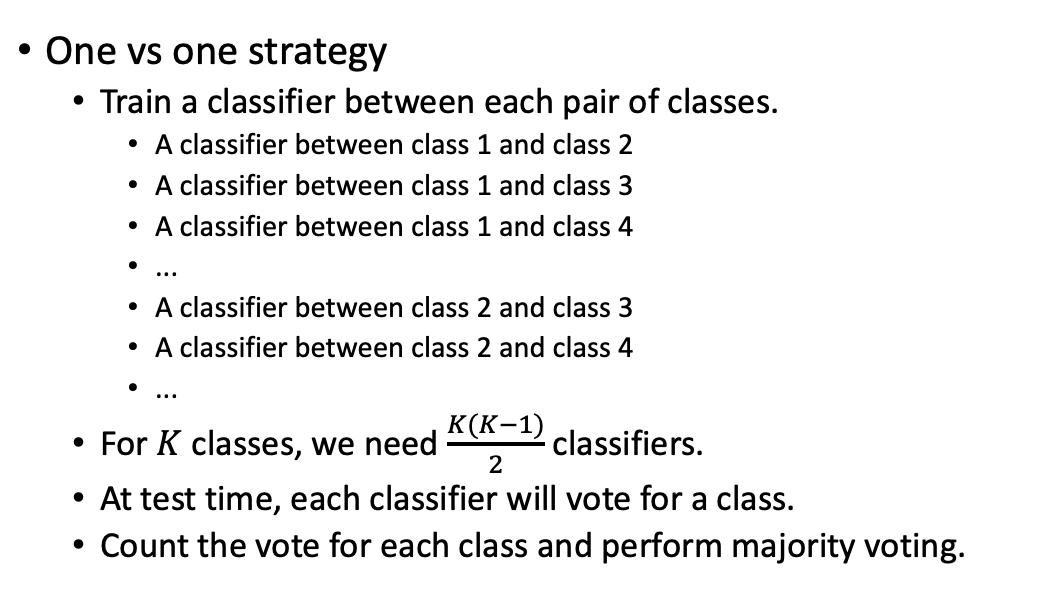 • One vs one strategy
• Train a classifier between each pair of classes.
• A classifier between class 1 and class 2
• A classifier between class 1 and class 3
• A classifier between class 1 and class 4
• ...
• A classifier between class 2 and class 3
• A classifier between class 2 and class 4
• ...
• For K classes, we need K(K−1)/2 classifiers.
• At test time, each classifier will vote for a class.
• Count the vote for each class and perform majority voting.